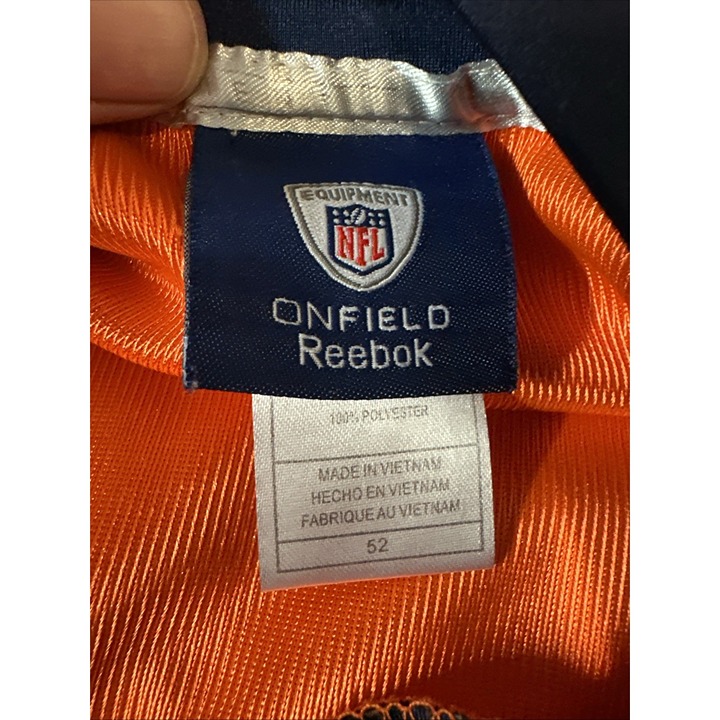 EQUIPMENT
NFL
ONFIELD
Reebok
100% POLYESTER
MADE IN VIETNAM
HECHO EN VIETNAM
FABRIQUE AU VIETNAM
52